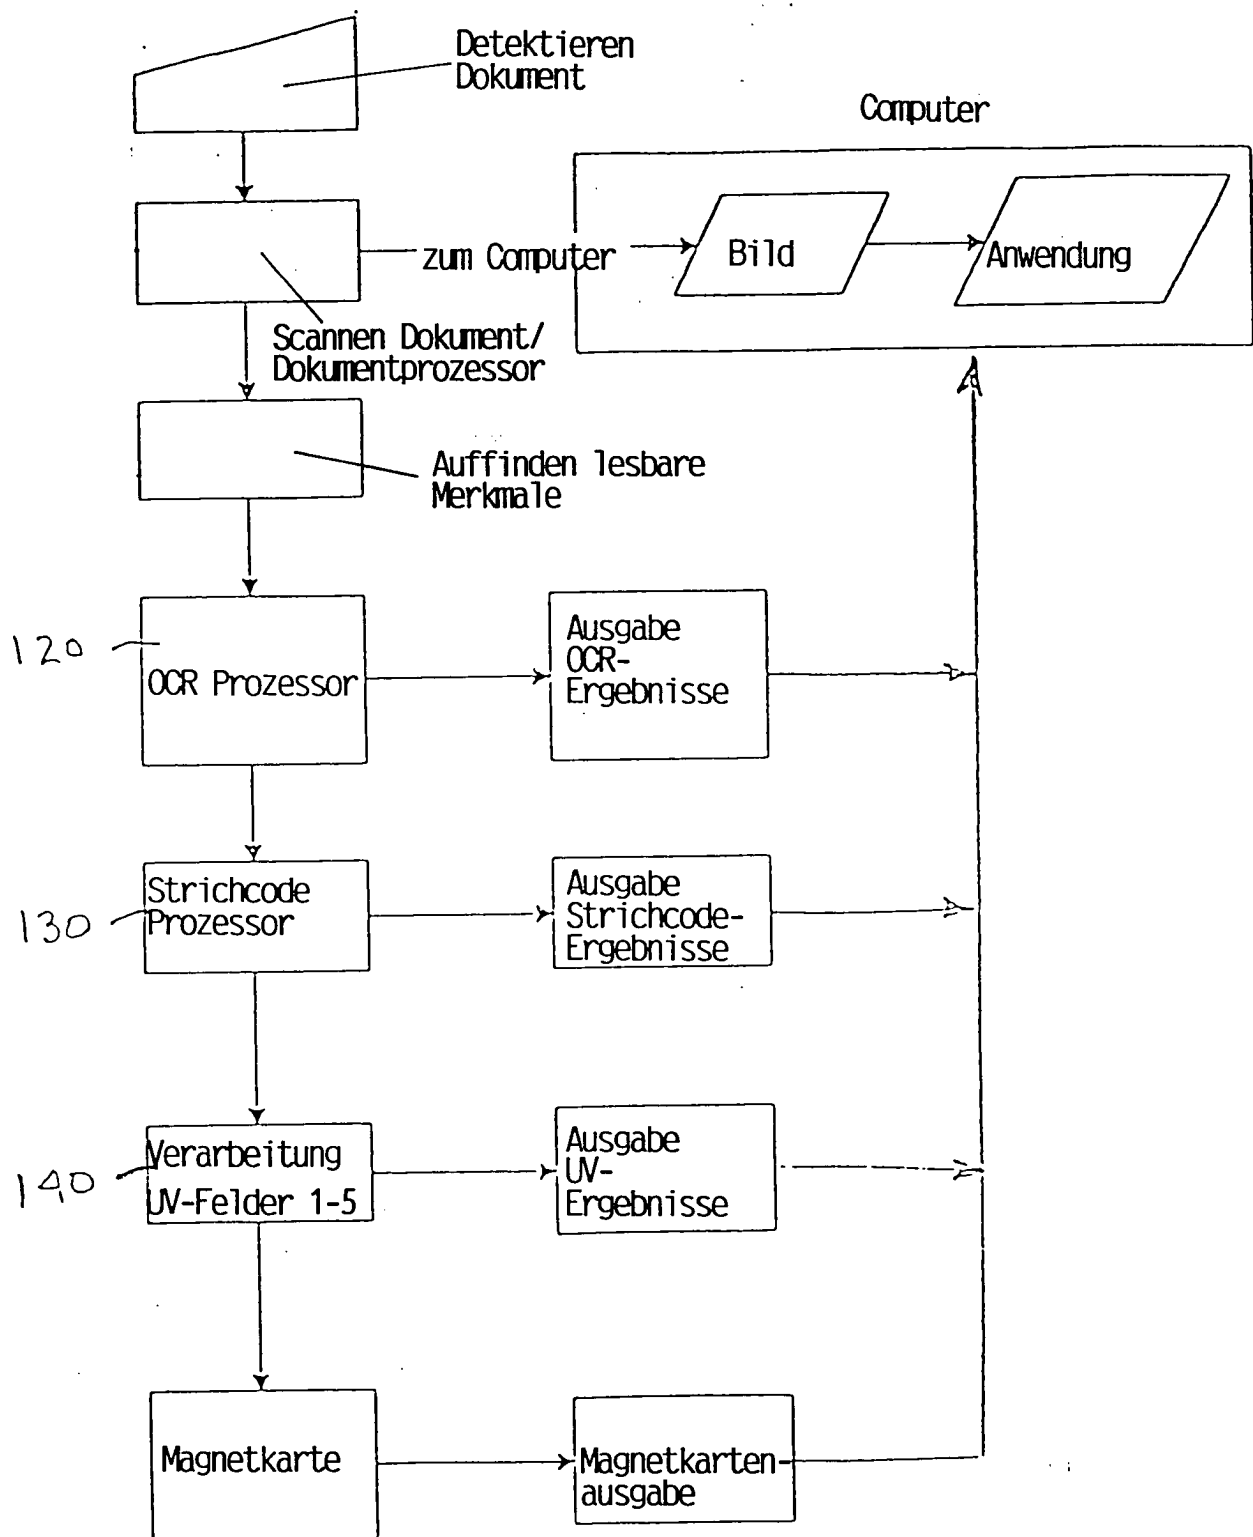 Detektieren
Dokument
Computer
zum Computer
Bild
Anwendung
Scannen Dokument/
Dokumentprozessor
Auffinden lesbare
Merkmale
120
OCR Prozessor
Ausgabe
OCR-
Ergebnisse
130
Strichcode
Prozessor
Ausgabe
Strichcode-
Ergebnisse
140
Verarbeitung
UV-Felder 1-5
Ausgabe
UV-
Ergebnisse
Magnetkarte
Magnetkarten-
ausgabe